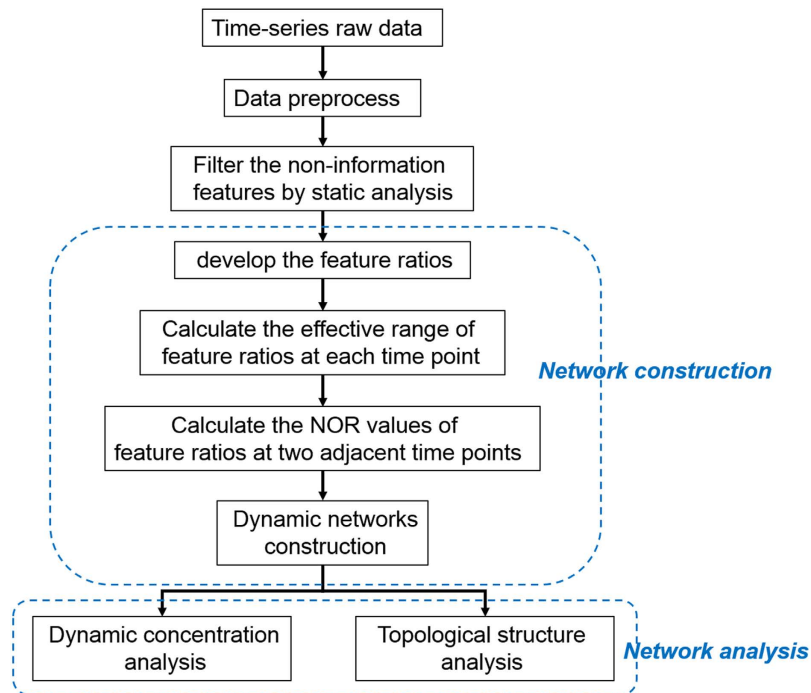 Time-series raw data
Data preprocess
Filter the non-information
features by static analysis
develop the feature ratios
Calculate the effective range of
feature ratios at each time point
Network construction
Calculate the NOR values of
feature ratios at two adjacent time points
Dynamic networks
construction
Dynamic concentration
analysis
Topological structure
analysis
Network analysis